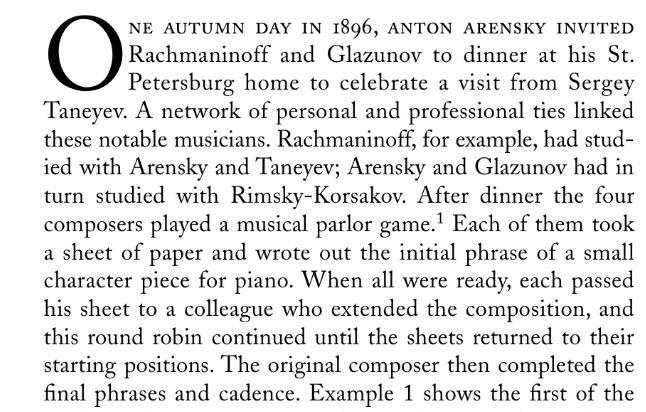 ONE AUTUMN DAY IN 1896, ANTON ARENSKY INVITED
Rachmaninoff and Glazunov to dinner at his St.
Petersburg home to celebrate a visit from Sergey
Taneyev. A network of personal and professional ties linked
these notable musicians. Rachmaninoff, for example, had stud-
ied with Arensky and Taneyev; Arensky and Glazunov had in
turn studied with Rimsky-Korsakov. After dinner the four
composers played a musical parlor game.¹ Each of them took
a sheet of paper and wrote out the initial phrase of a small
character piece for piano. When all were ready, each passed
his sheet to a colleague who extended the composition, and
this round robin continued until the sheets returned to their
starting positions. The original composer then completed the
final phrases and cadence. Example 1 shows the first of the